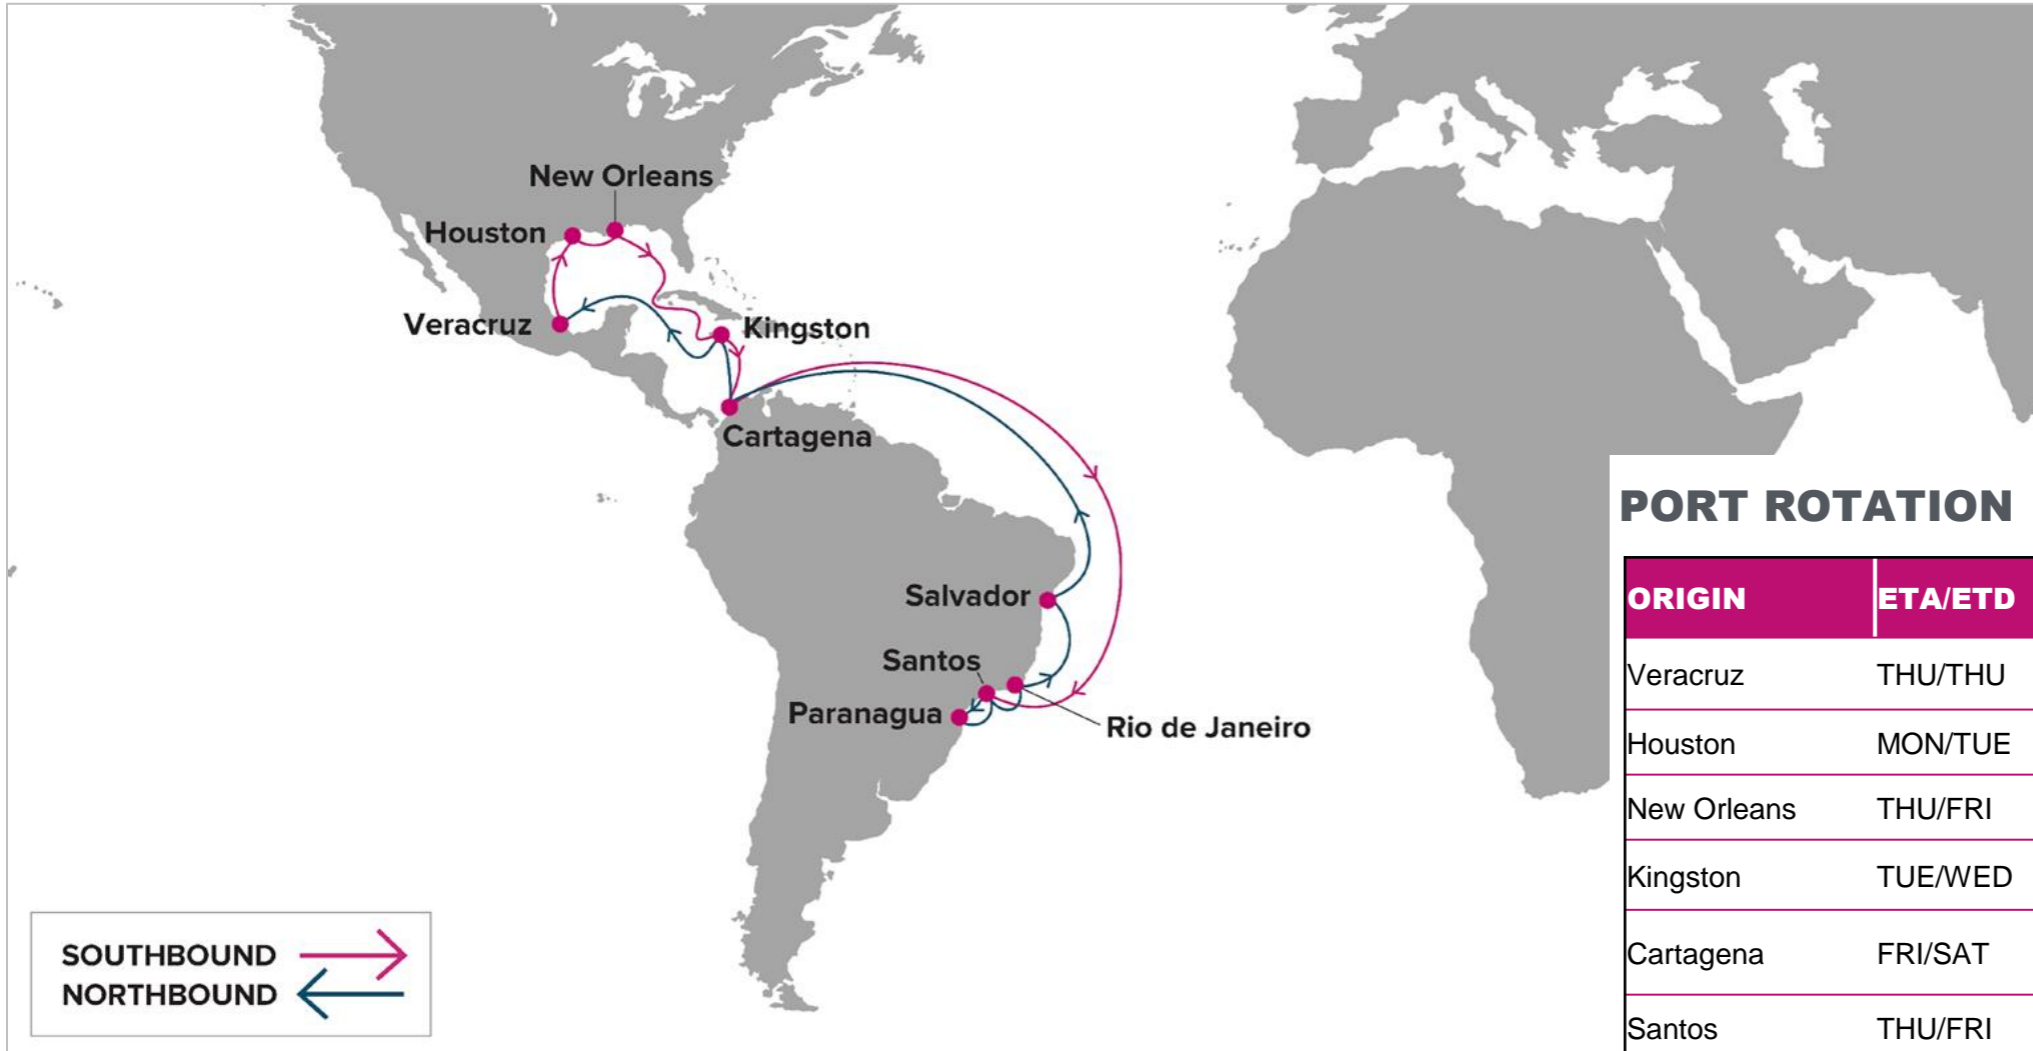 New Orleans
Houston
Veracruz
Kingston
Cartagena
Salvador
Santos
Paranagua
Rio de Janeiro
SOUTHBOUND
NORTHBOUND
PORT ROTATION
ORIGIN ETA/ETD
Veracruz THU/THU
Houston MON/TUE
New Orleans THU/FRI
Kingston TUE/WED
Cartagena FRI/SAT
Santos THU/FRI